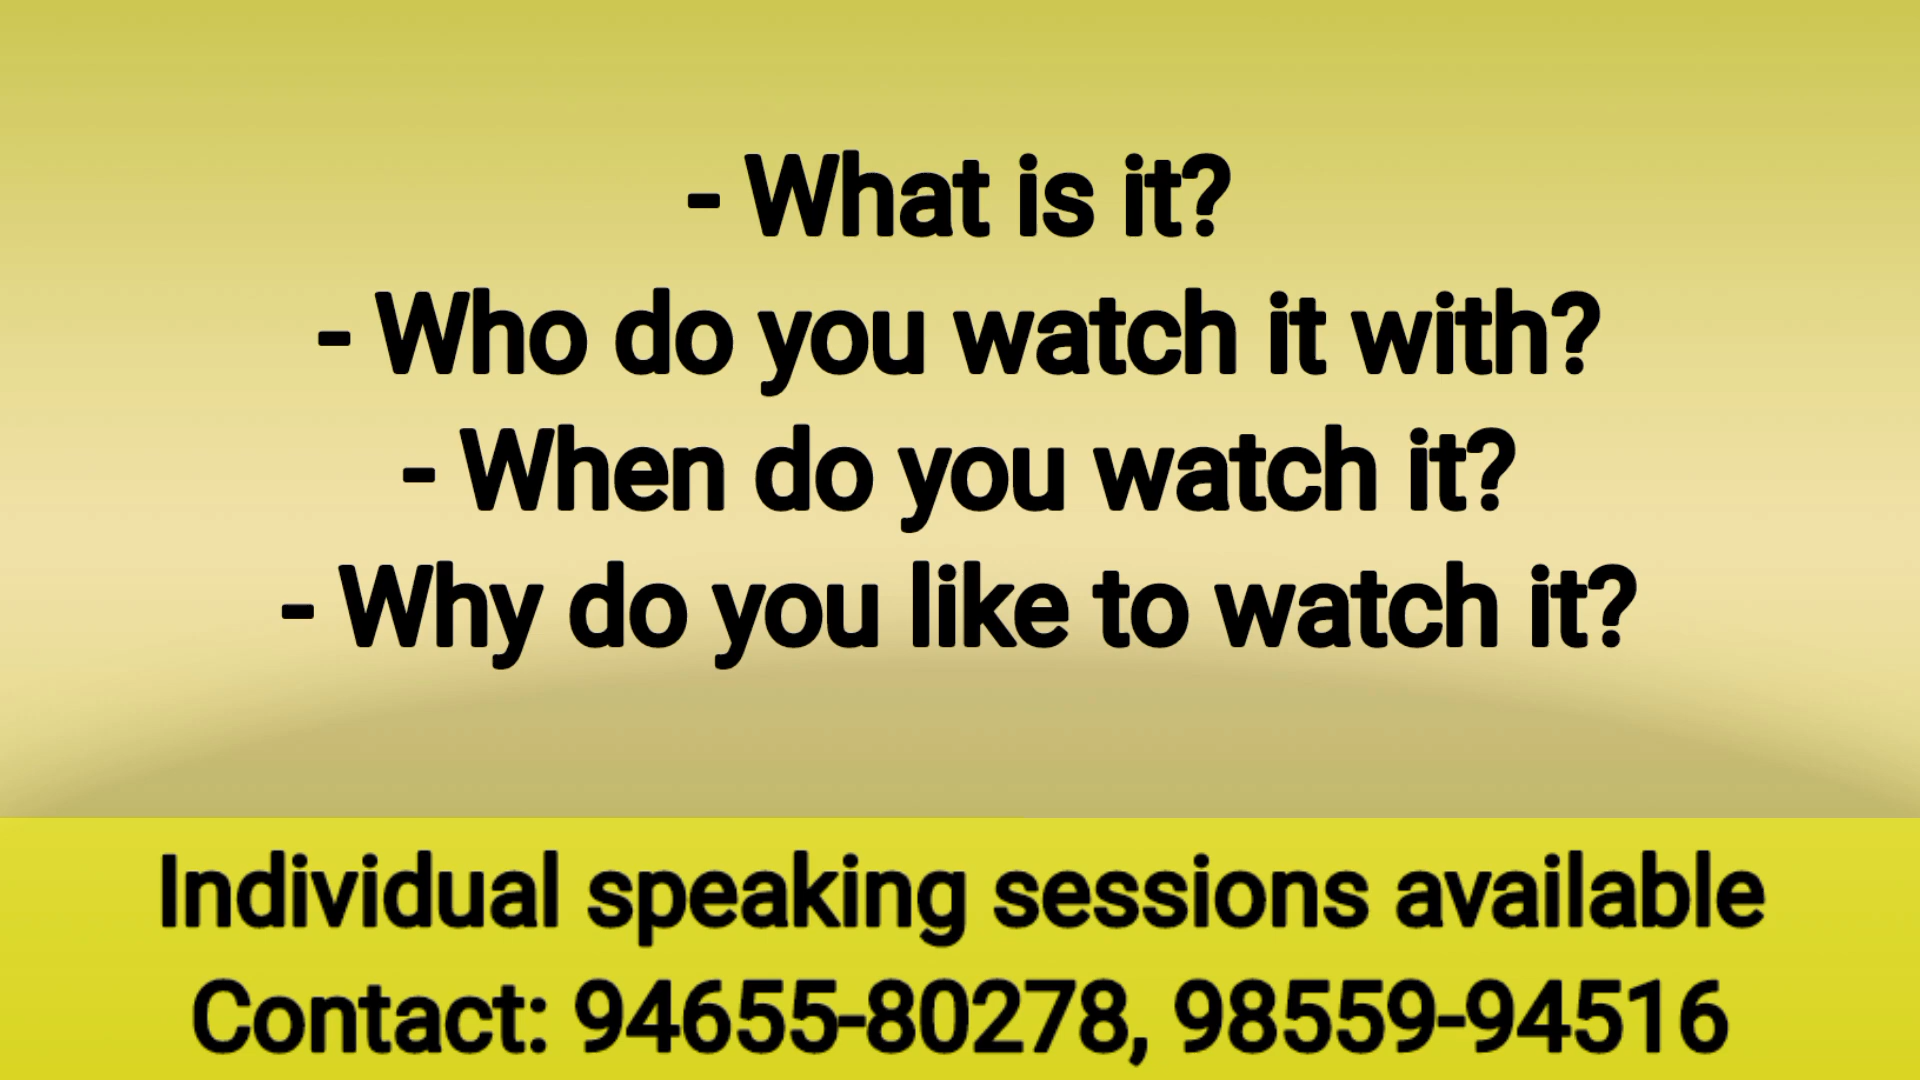 - What is it?
- Who do you watch it with?
- When do you watch it?
- Why do you like to watch it?
Individual speaking sessions available
Contact: 94655-80278, 98559-94516